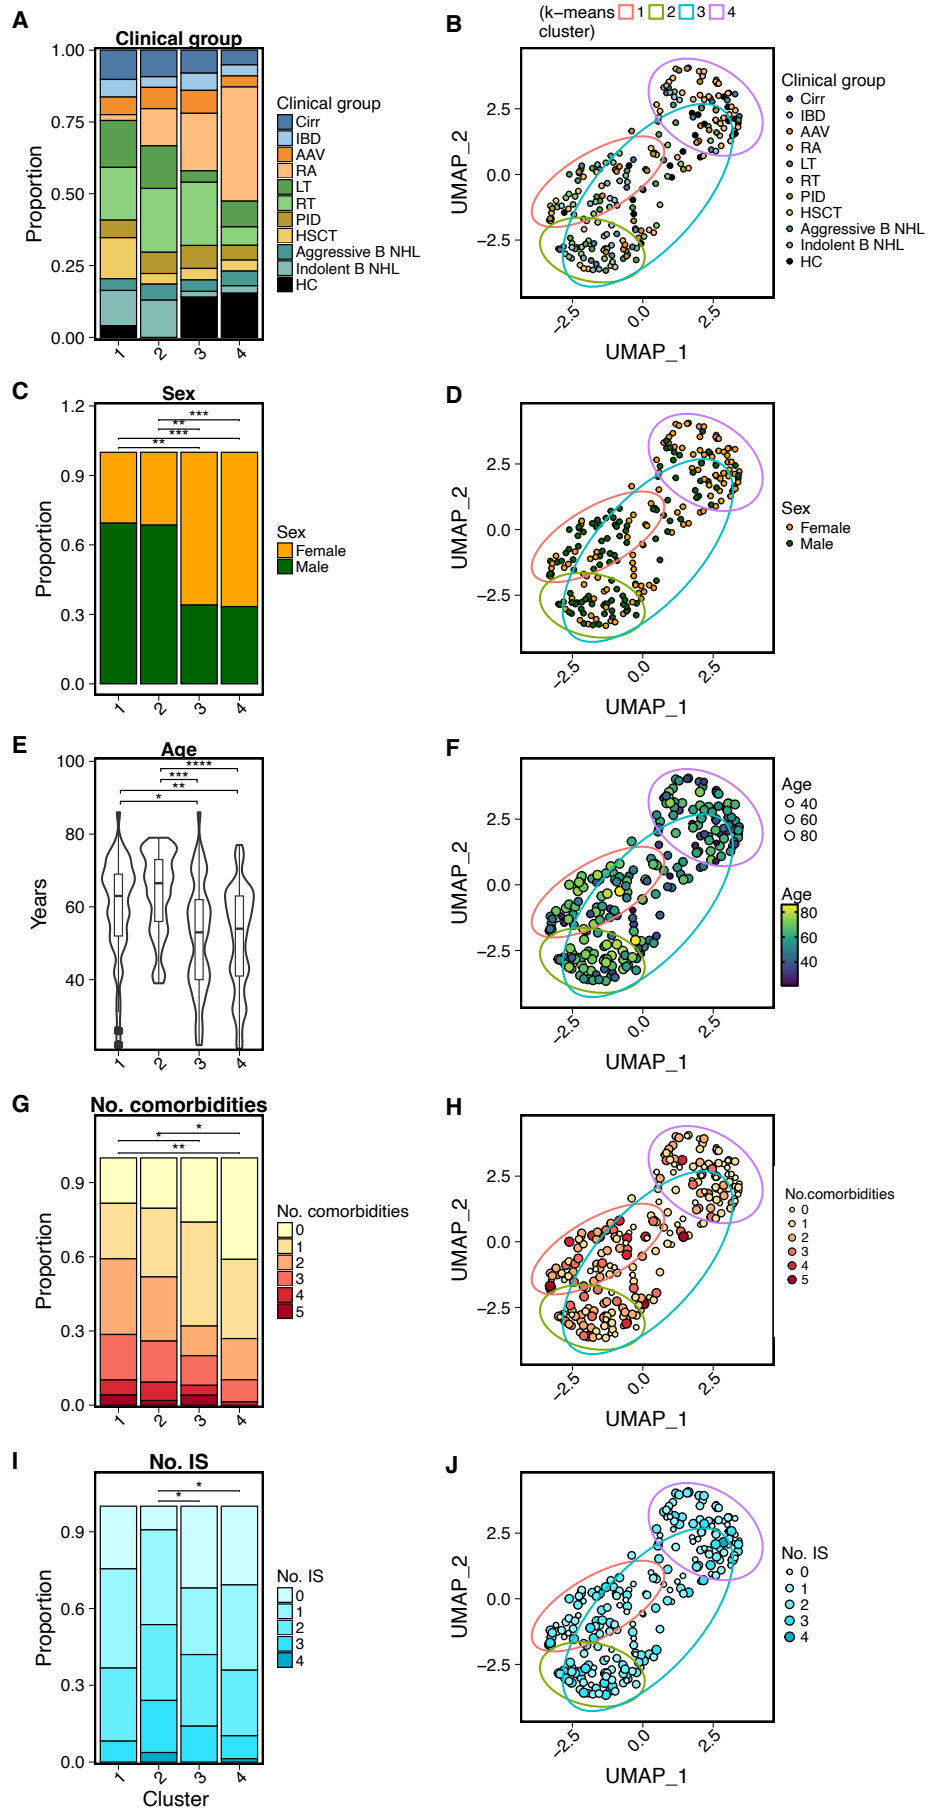 A
Clinical group
1.00
0.75
0.50
0.25
0.00
Proportion
1 2 3 4
Clinical group
Cirr
IBD
AAV
RA
LT
RT
PID
HSCT
Aggressive B NHL
Indolent B NHL
HC
B
(k−means
cluster)
1 2 3 4
2.5
0.0
−2.5
UMAP_2
−2.5 0.0 2.5
UMAP_1
Clinical group
Cirr
IBD
AAV
RA
LT
RT
PID
HSCT
Aggressive B NHL
Indolent B NHL
HC
C
Sex
***
**
***
**
1.2
0.9
0.6
0.3
0.0
Proportion
1 2 3 4
Sex
Female
Male
D
2.5
0.0
−2.5
UMAP_2
−2.5 0.0 2.5
UMAP_1
Sex
Female
Male
E
Age
****
***
**
*
100
80
60
40
Years
1 2 3 4
F
2.5
0.0
−2.5
UMAP_2
−2.5 0.0 2.5
UMAP_1
Age
40
60
80
Age
80
60
40
G
No. comorbidities
*
*
**
0.9
0.6
0.3
0.0
Proportion
1 2 3 4
No. comorbidities
0
1
2
3
4
5
H
2.5
0.0
−2.5
UMAP_2
−2.5 0.0 2.5
UMAP_1
No.comorbidities
0
1
2
3
4
5
I
No. IS
*
*
0.9
0.6
0.3
0.0
Proportion
1 2 3 4
Cluster
No. IS
0
1
2
3
4
J
2.5
0.0
−2.5
UMAP_2
−2.5 0.0 2.5
UMAP_1
No. IS
0
1
2
3
4